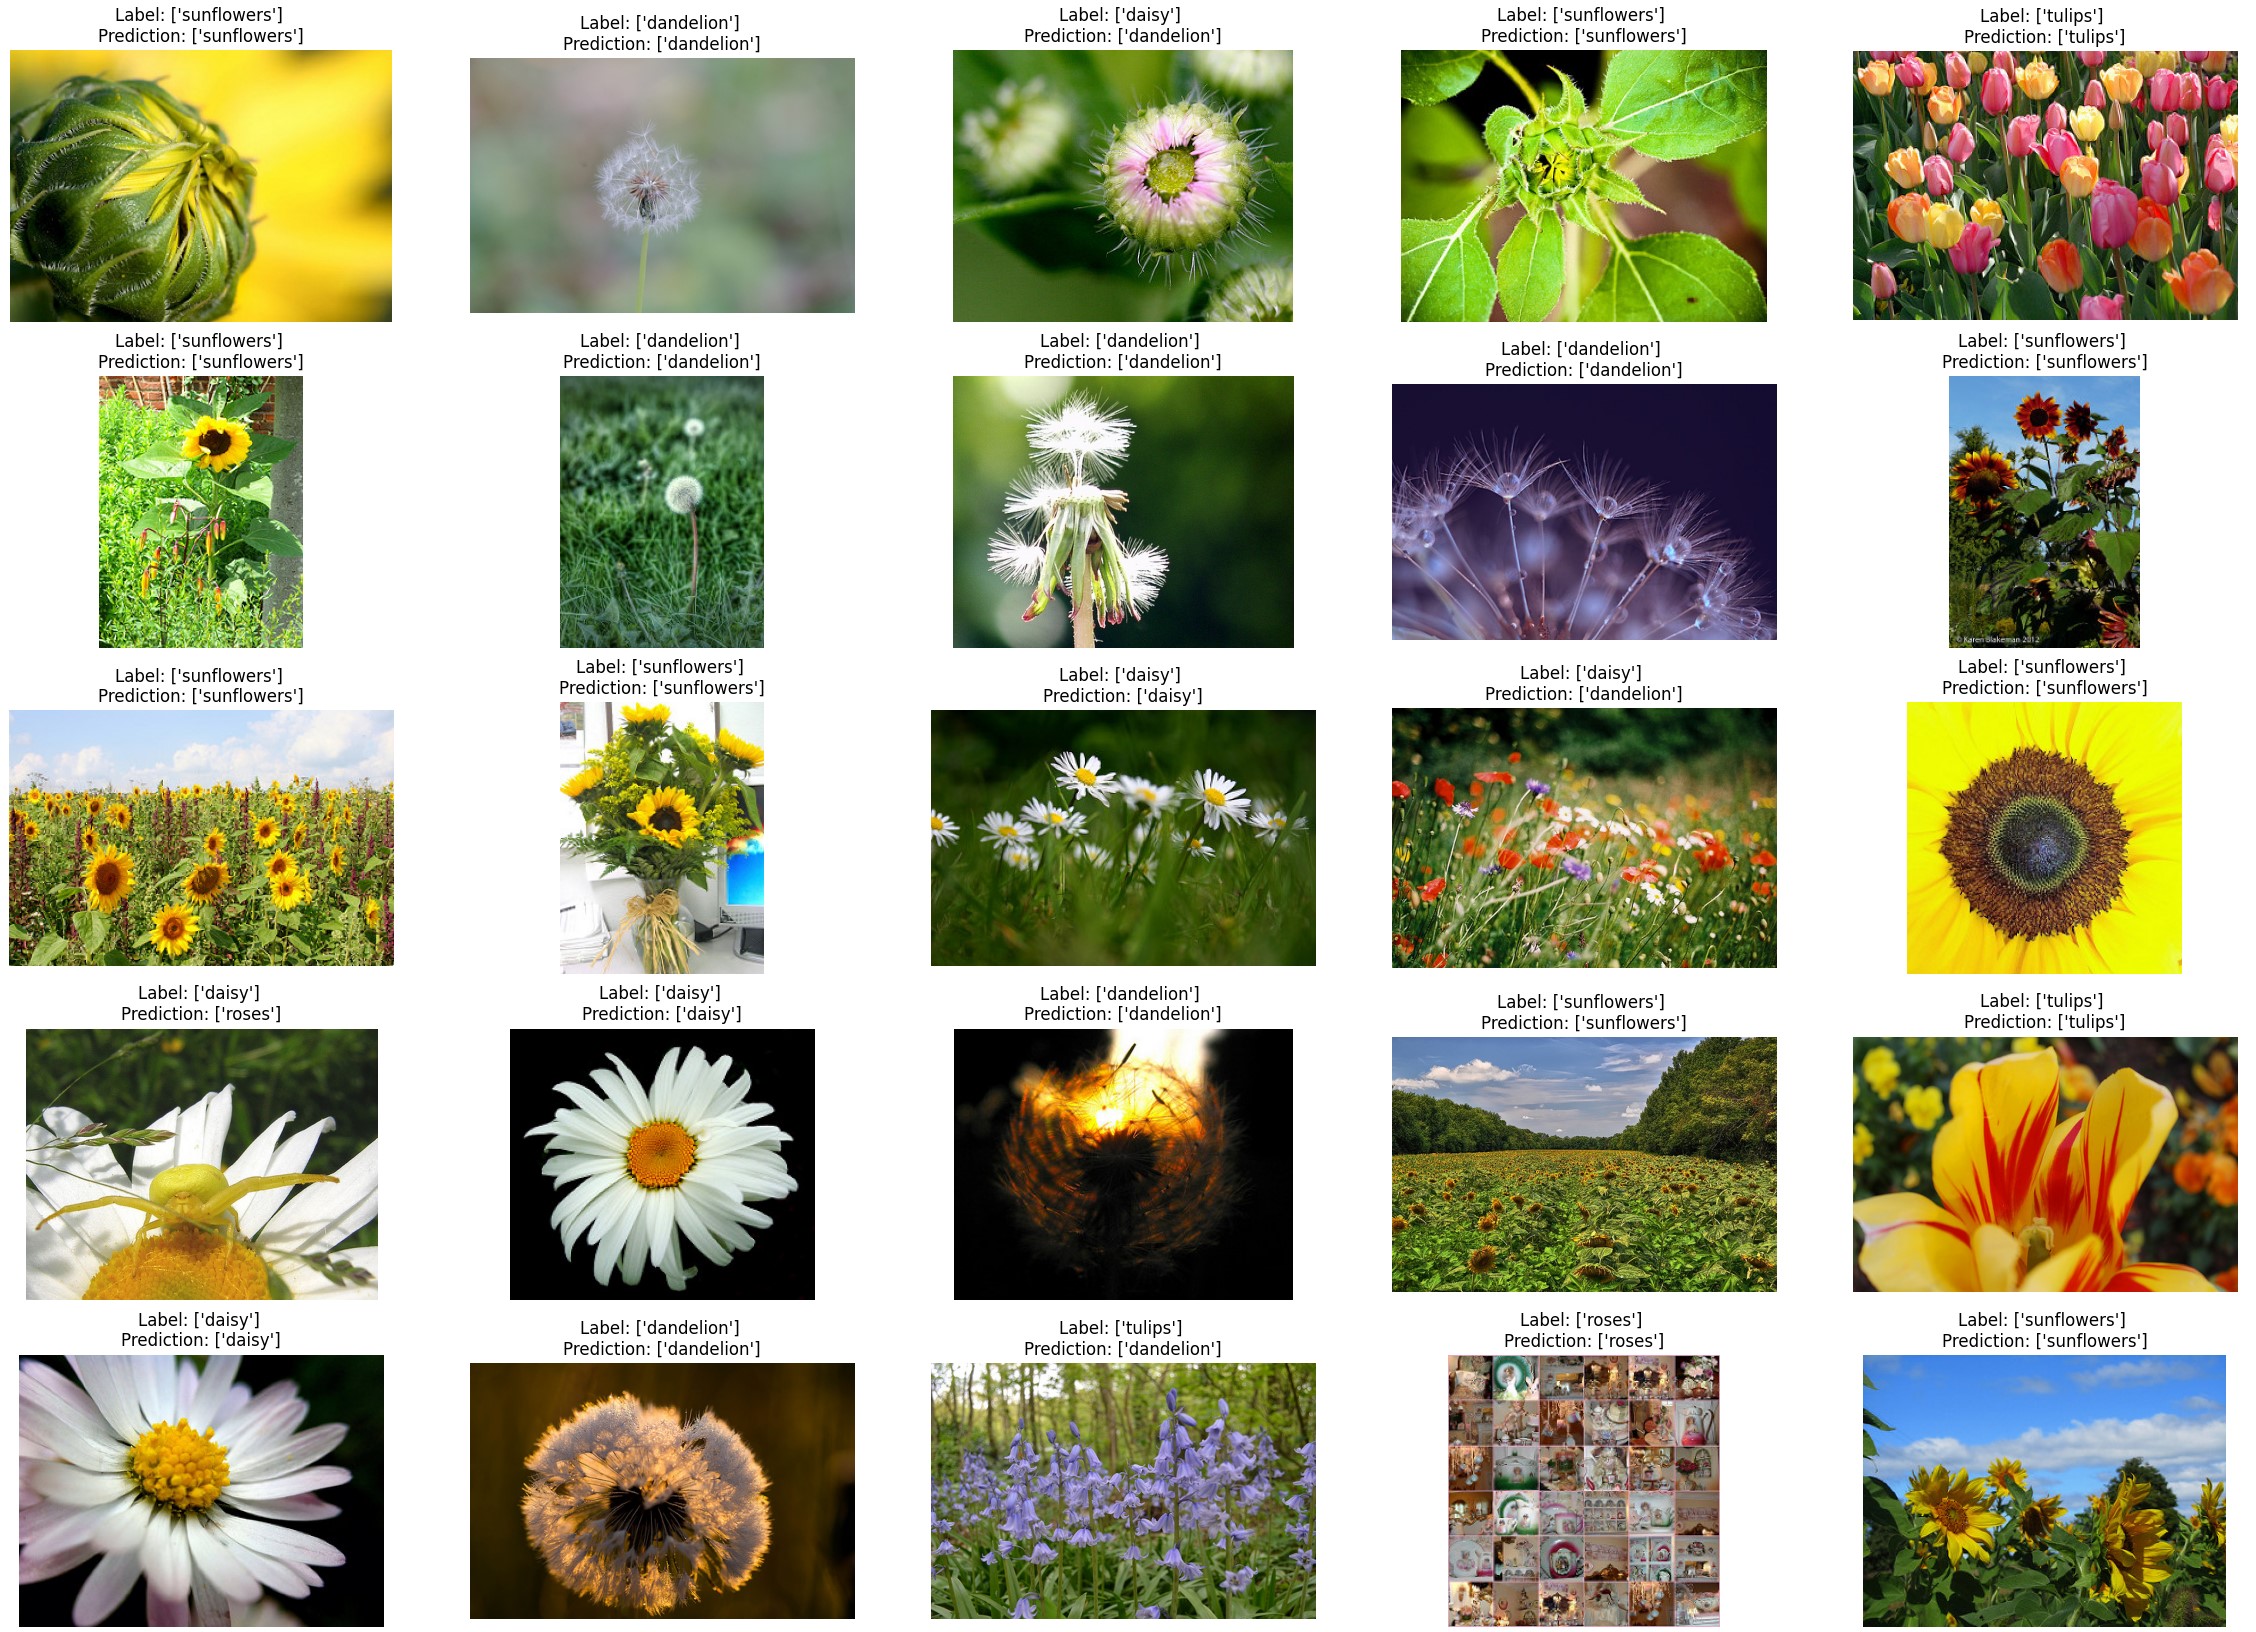 Label: ['sunflowers']
Prediction: ['sunflowers']
Label: ['dandelion']
Prediction: ['dandelion']
Label: ['daisy']
Prediction: ['dandelion']
Label: ['sunflowers']
Prediction: ['sunflowers']
Label: ['tulips']
Prediction: ['tulips']
Label: ['sunflowers']
Prediction: ['sunflowers']
Label: ['dandelion']
Prediction: ['dandelion']
Label: ['dandelion']
Prediction: ['dandelion']
Label: ['dandelion']
Prediction: ['dandelion']
Label: ['sunflowers']
Prediction: ['sunflowers']
© Karen Blakeman 2012
Label: ['sunflowers']
Prediction: ['sunflowers']
Label: ['sunflowers']
Prediction: ['sunflowers']
Label: ['daisy']
Prediction: ['daisy']
Label: ['daisy']
Prediction: ['dandelion']
Label: ['sunflowers']
Prediction: ['sunflowers']
Label: ['daisy']
Prediction: ['roses']
Label: ['daisy']
Prediction: ['daisy']
Label: ['dandelion']
Prediction: ['dandelion']
Label: ['sunflowers']
Prediction: ['sunflowers']
Label: ['tulips']
Prediction: ['tulips']
Label: ['daisy']
Prediction: ['daisy']
Label: ['dandelion']
Prediction: ['dandelion']
Label: ['tulips']
Prediction: ['dandelion']
Label: ['roses']
Prediction: ['roses']
Label: ['sunflowers']
Prediction: ['sunflowers']